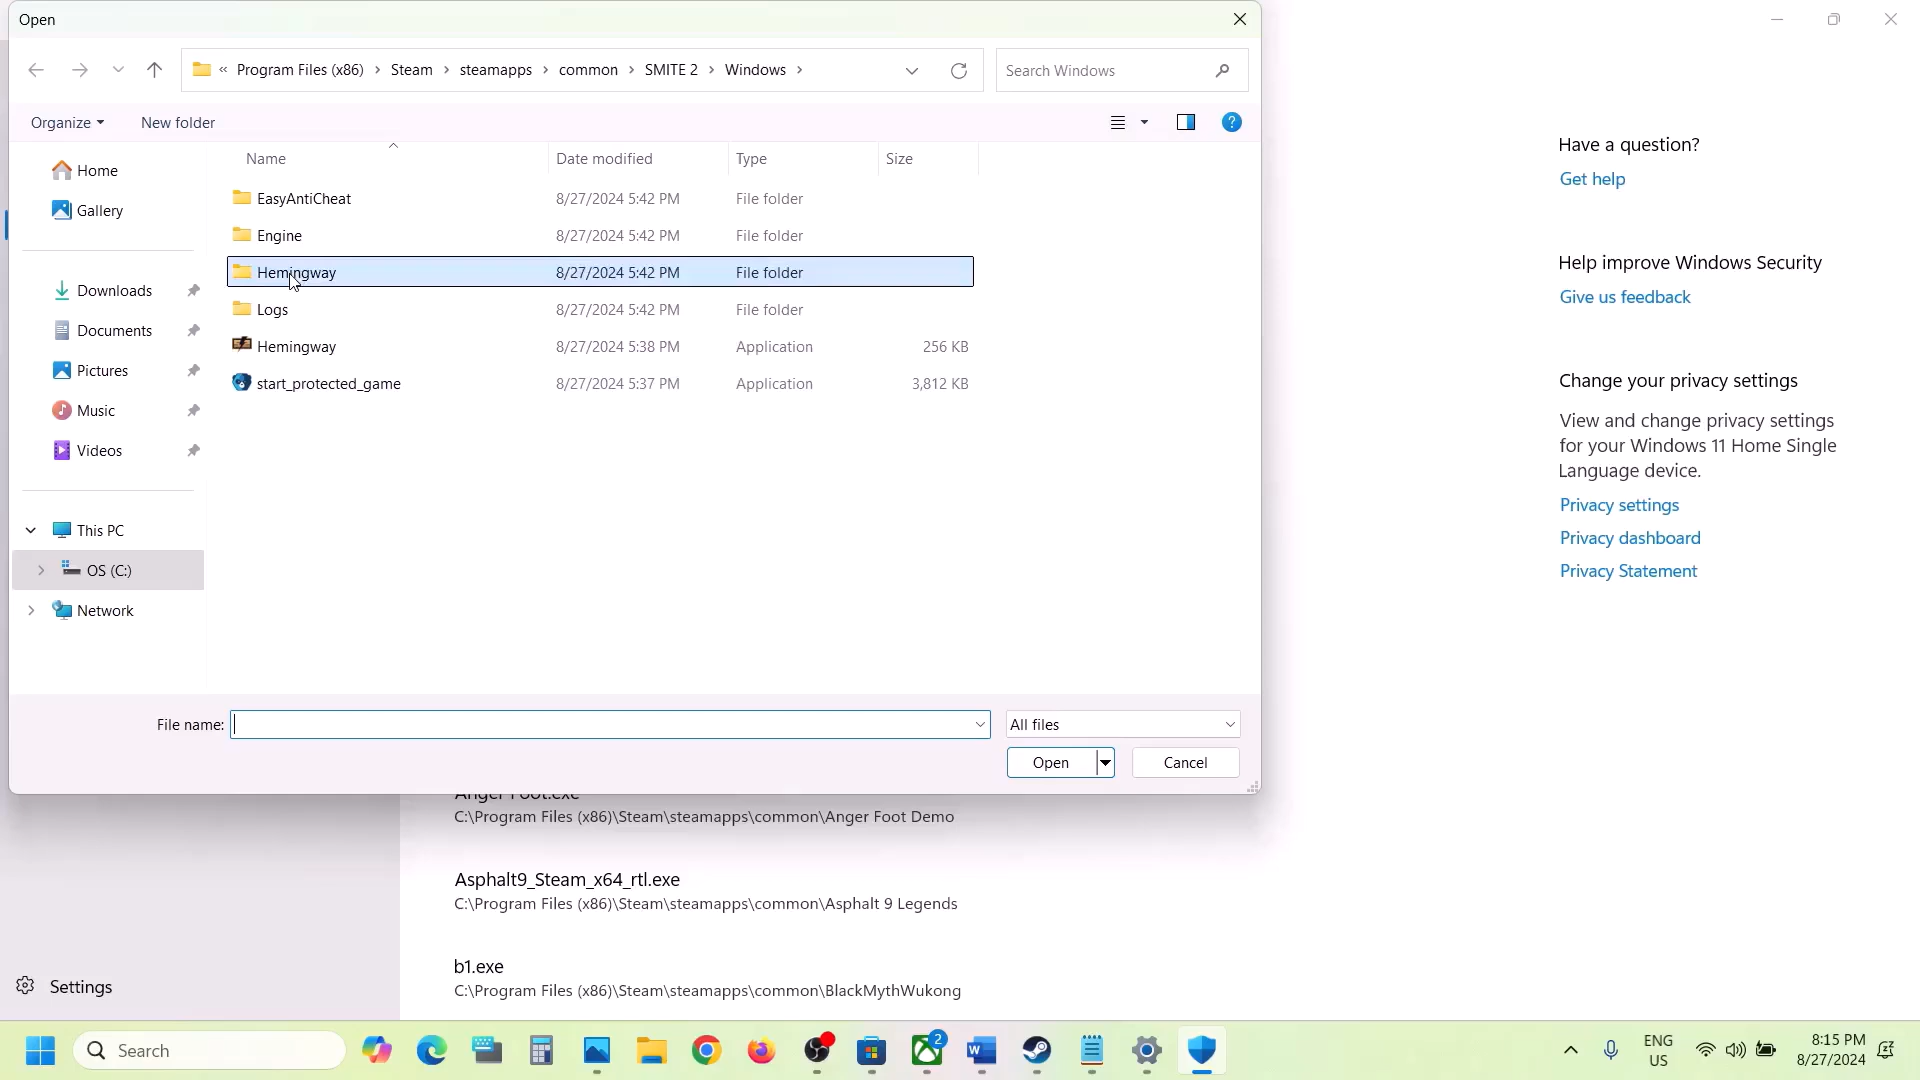 Open
« Program Files (x86) > Steam > steamapps > common > SMITE 2 > Windows >
Search Windows
Organize
New folder
?
Name Date modified Type Size
Home
Gallery
Downloads
Documents
Pictures
Music
Videos
This PC
OS (C:)
Network
EasyAntiCheat 8/27/2024 5:42 PM File folder
Engine 8/27/2024 5:42 PM File folder
Hemingway 8/27/2024 5:42 PM File folder
Logs 8/27/2024 5:42 PM File folder
Hemingway 8/27/2024 5:38 PM Application 256 KB
start_protected_game 8/27/2024 5:37 PM Application 3,812 KB
File name:
All files
Open
Cancel
Have a question?
Get help
Help improve Windows Security
Give us feedback
Change your privacy settings
View and change privacy settings
for your Windows 11 Home Single
Language device.
Privacy settings
Privacy dashboard
Privacy Statement
Anger Foot.exe
C:\Program Files (x86)\Steam\steamapps\common\Anger Foot Demo
Asphalt9_Steam_x64_rtl.exe
C:\Program Files (x86)\Steam\steamapps\common\Asphalt 9 Legends
b1.exe
C:\Program Files (x86)\Steam\steamapps\common\BlackMythWukong
Settings
Search
2
ENG
US
8:15 PM
8/27/2024